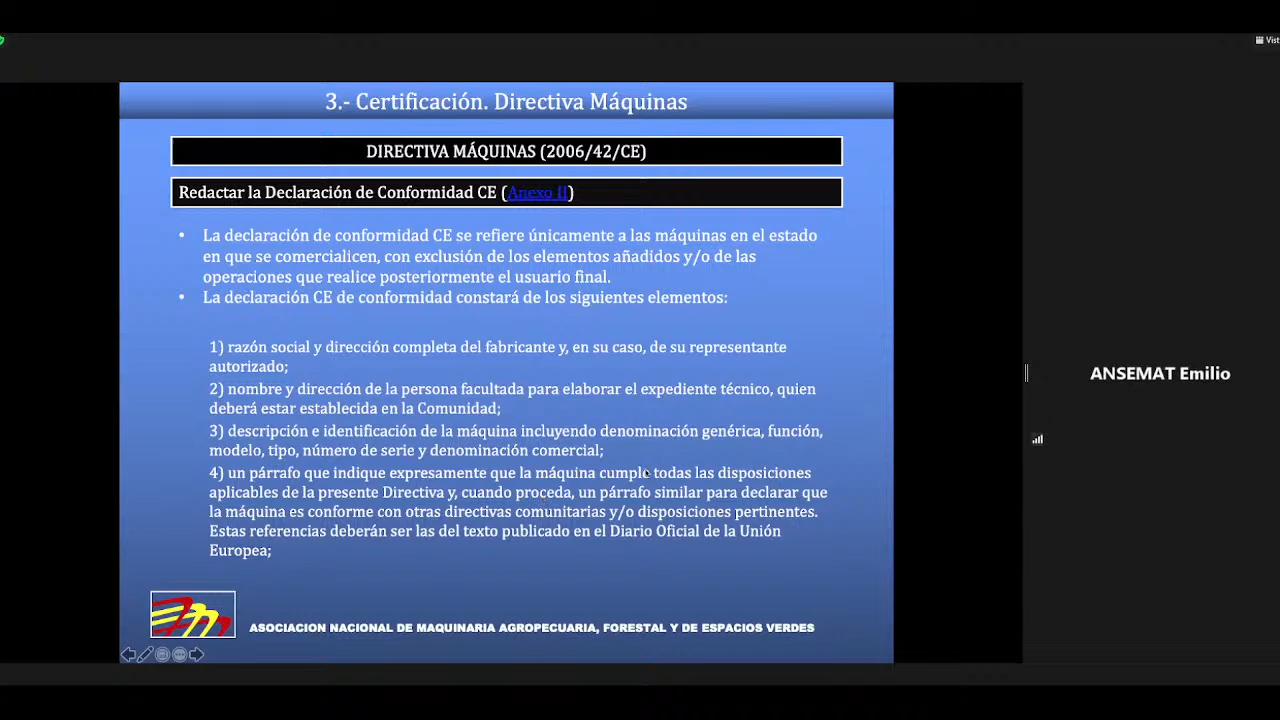 Vist
3.- Certificación. Directiva Máquinas
DIRECTIVA MÁQUINAS (2006/42/CE)
Redactar la Declaración de Conformidad CE (Anexo II)
• La declaración de conformidad CE se refiere únicamente a las máquinas en el estado
en que se comercialicen, con exclusión de los elementos añadidos y/o de las
operaciones que realice posteriormente el usuario final.
• La declaración CE de conformidad constará de los siguientes elementos:
1) razón social y dirección completa del fabricante y, en su caso, de su representante
autorizado;
2) nombre y dirección de la persona facultada para elaborar el expediente técnico, quien
deberá estar establecida en la Comunidad;
3) descripción e identificación de la máquina incluyendo denominación genérica, función,
modelo, tipo, número de serie y denominación comercial;
4) un párrafo que indique expresamente que la máquina cumple todas las disposiciones
aplicables de la presente Directiva y, cuando proceda, un párrafo similar para declarar que
la máquina es conforme con otras directivas comunitarias y/o disposiciones pertinentes.
Estas referencias deberán ser las del texto publicado en el Diario Oficial de la Unión
Europea;
ASOCIACION NACIONAL DE MAQUINARIA AGROPECUARIA, FORESTAL Y DE ESPACIOS VERDES
ANSEMAT Emilio